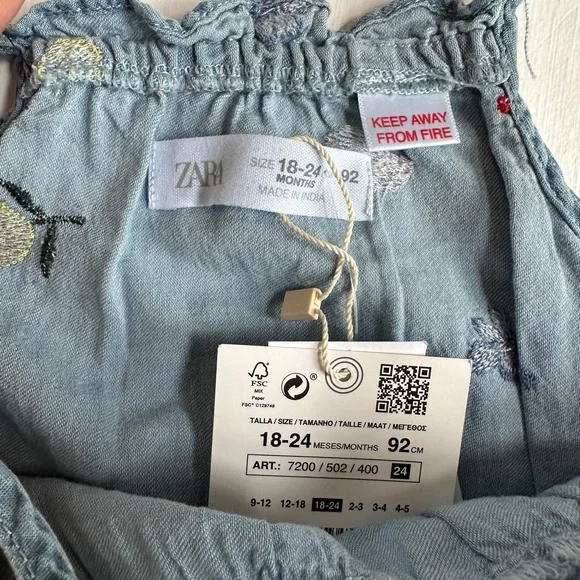 KEEP AWAY
FROM FIRE
ZARA
SIZE 18-24 92
MONTHS
MADE IN INDIA
FSC
MIX
Paper
FSC® C129748
®
TALLA / SIZE / TAMANHO / TAILLE / MAAT / ΜΕΓΕΘΟΣ
18-24 MESES/MONTHS 92 CM
ART.: 7200 / 502 / 400 24
9-12 12-18 18-24 2-3 3-4 4-5